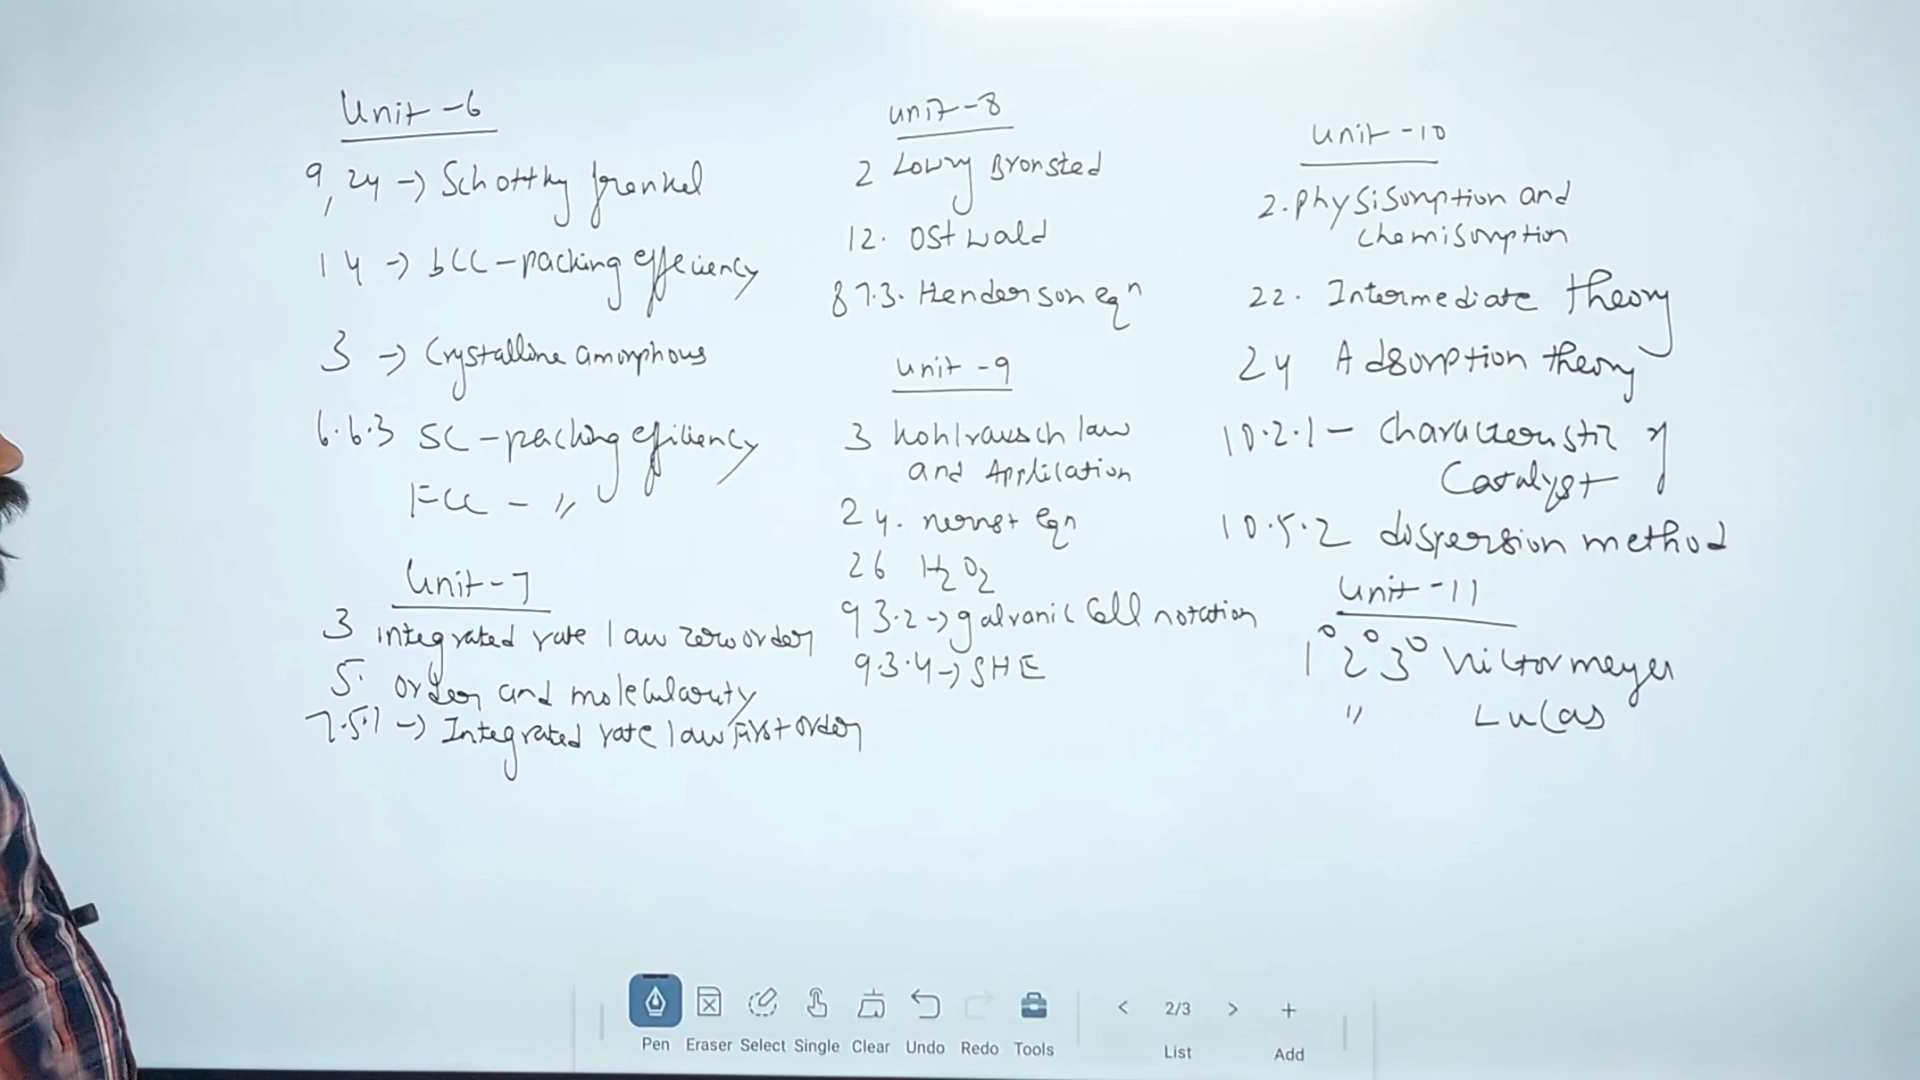 Unit-6
9, 24 -> Schottky frenkel
14 -> bCC-packing effeciency
3 -> Crystalline amorphous
6.6.3 SC-packing efficiency
FCC - "
Unit-7
3 integrated rate law zero order
5. order and molecularity
7.5.1 -> Integrated rate law First order
unit-8
2 Lowry Bronsted
12. Ostwald
8 7.3. Henderson eqn
unit-9
3 kohlrausch law
and Application
24. nernst eqn
26 H2O2
9 3.2 -> galvanic Cell notation
9.3.4 -> SHE
unit-10
2. physisorption and
chemisorption
22. Intermediate theory
24 Adsorption theory
10.2.1 - characteristic of
Catalyst
10.5.2 dispersion method
Unit-11
1° 2° 3° Victor meyer
" Lucas
Pen Eraser Select Single Clear Undo Redo Tools
< 2/3 > +
List Add